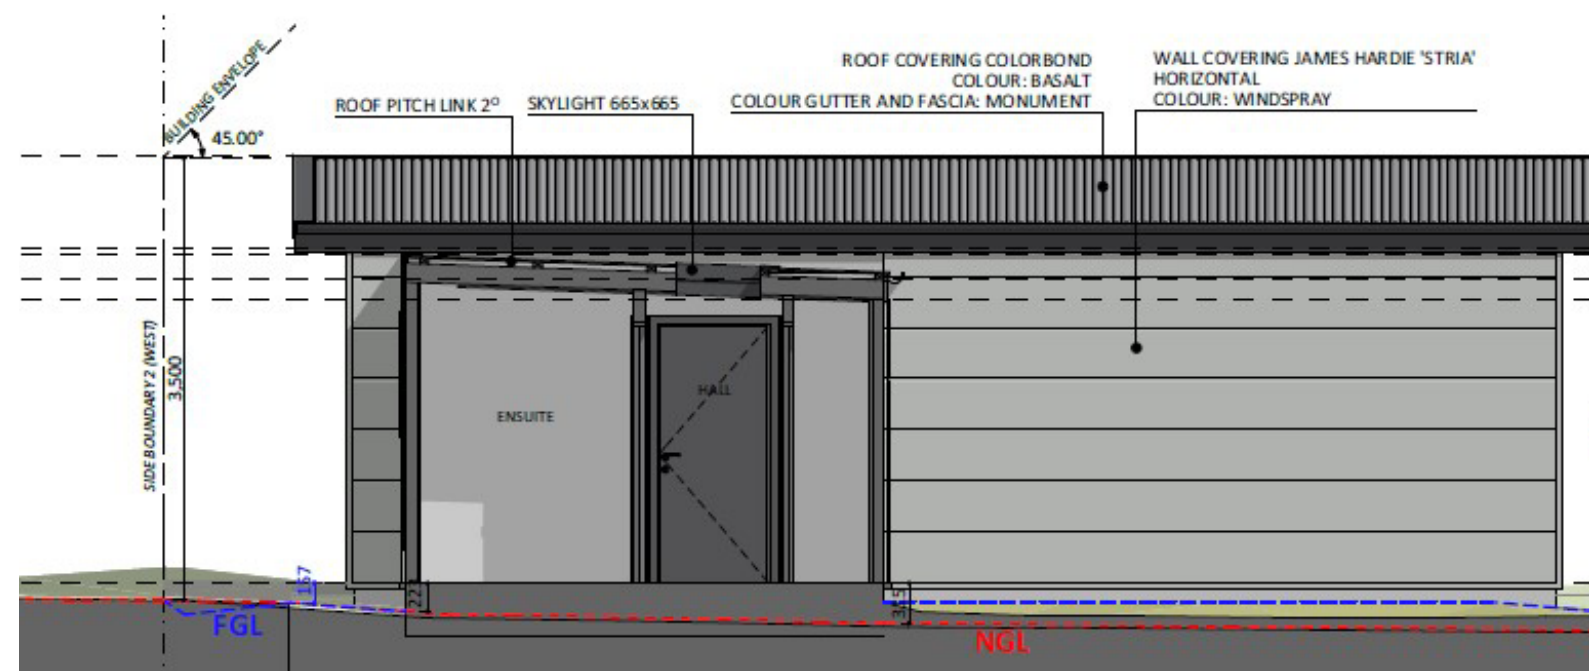 BUILDING ENVELOPE
45.00°
ROOF PITCH LINK 2°
SKYLIGHT 665x665
ROOF COVERING COLORBOND
COLOUR: BASALT
COLOUR GUTTER AND FASCIA: MONUMENT
WALL COVERING JAMES HARDIE 'STRIA'
HORIZONTAL
COLOUR: WINDSPRAY
SIDE BOUNDARY 2 (WEST)
3.500
ENSUITE
HALL
FGL
NGL